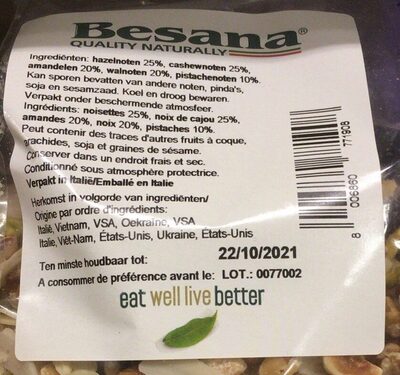 Besana®
QUALITY NATURALLY
Ingrediënten: hazelnoten 25%, cashewnoten 25%,
amandelen 20%, walnoten 20%, pistachenoten 10%.
Kan sporen bevatten van andere noten, pinda's,
soja en sesamzaad. Koel en droog bewaren.
Verpakt onder beschermende atmosfeer.
Ingrédients: noisettes 25%, noix de cajou 25%,
amandes 20%, noix 20%, pistaches 10%.
Peut contenir des traces d'autres fruits à coque,
arachides, soja et graines de sésame.
Conserver dans un endroit frais et sec.
Conditionné sous atmosphère protectrice.
Verpakt in Italië/Emballé en Italie
Herkomst in volgorde van ingrediënten/
Origine par ordre d'ingrédients:
Italië, Vietnam, VSA, Oekraine, VSA
Italie, Viêt-Nam, États-Unis, Ukraine, États-Unis
Ten minste houdbaar tot: 22/10/2021
A consommer de préférence avant le: LOT.: 0077002
eat well live better
8 006860 771908